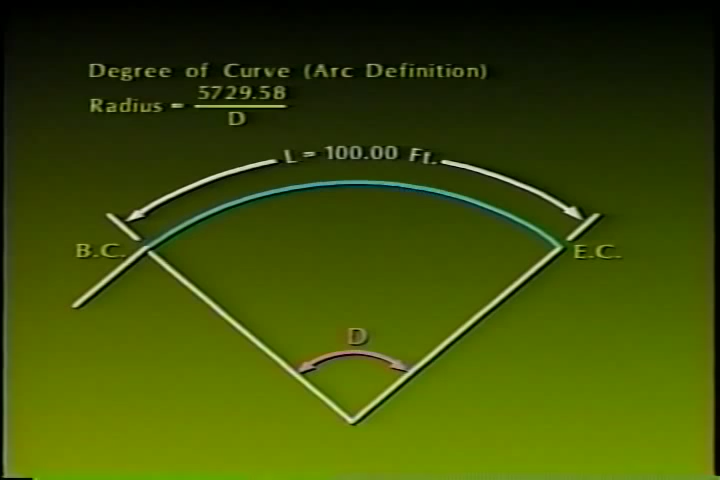 Degree of Curve (Arc Definition)
Radius = 5729.58
D
L = 100.00 Ft.
B.C.
E.C.
D